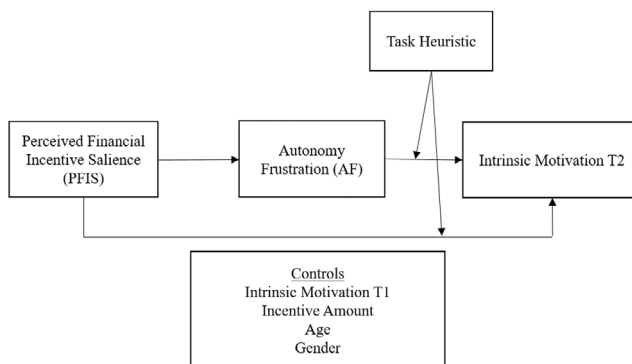 Task Heuristic
Perceived Financial
Incentive Salience
(PFIS)
Autonomy
Frustration (AF)
Intrinsic Motivation T2
Controls
Intrinsic Motivation T1
Incentive Amount
Age
Gender